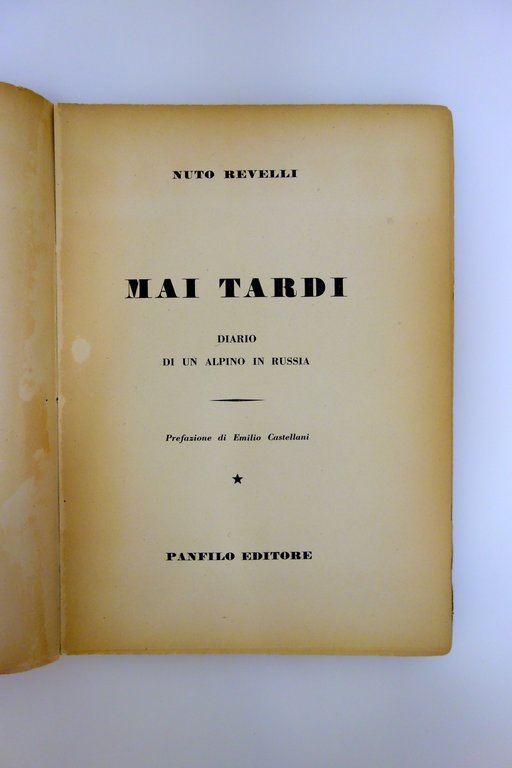 NUTO REVELLI
MAI TARDI
DIARIO
DI UN ALPINO IN RUSSIA
Prefazione di Emilio Castellani
★
PANFILO EDITORE